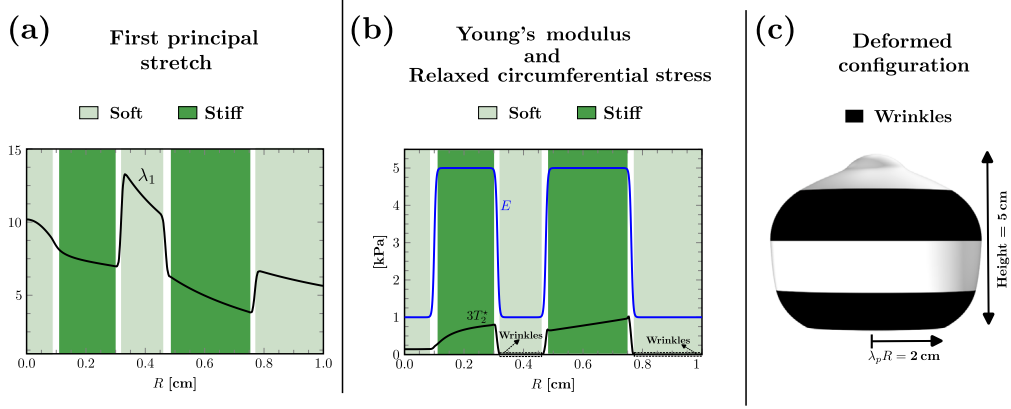 (a)
First principal
stretch
Soft
Stiff
15
10
5
λ₁
0.0
0.2
0.4
0.6
0.8
1.0
R [cm]
(b)
Young's modulus
and
Relaxed circumferential stress
Soft
Stiff
[kPa]
5
4
3
2
1
0
E
3T₂*
Wrinkles
Wrinkles
0.0
0.2
0.4
0.6
0.8
1
R [cm]
(c)
Deformed
configuration
Wrinkles
Height = 5 cm
λₚR = 2 cm